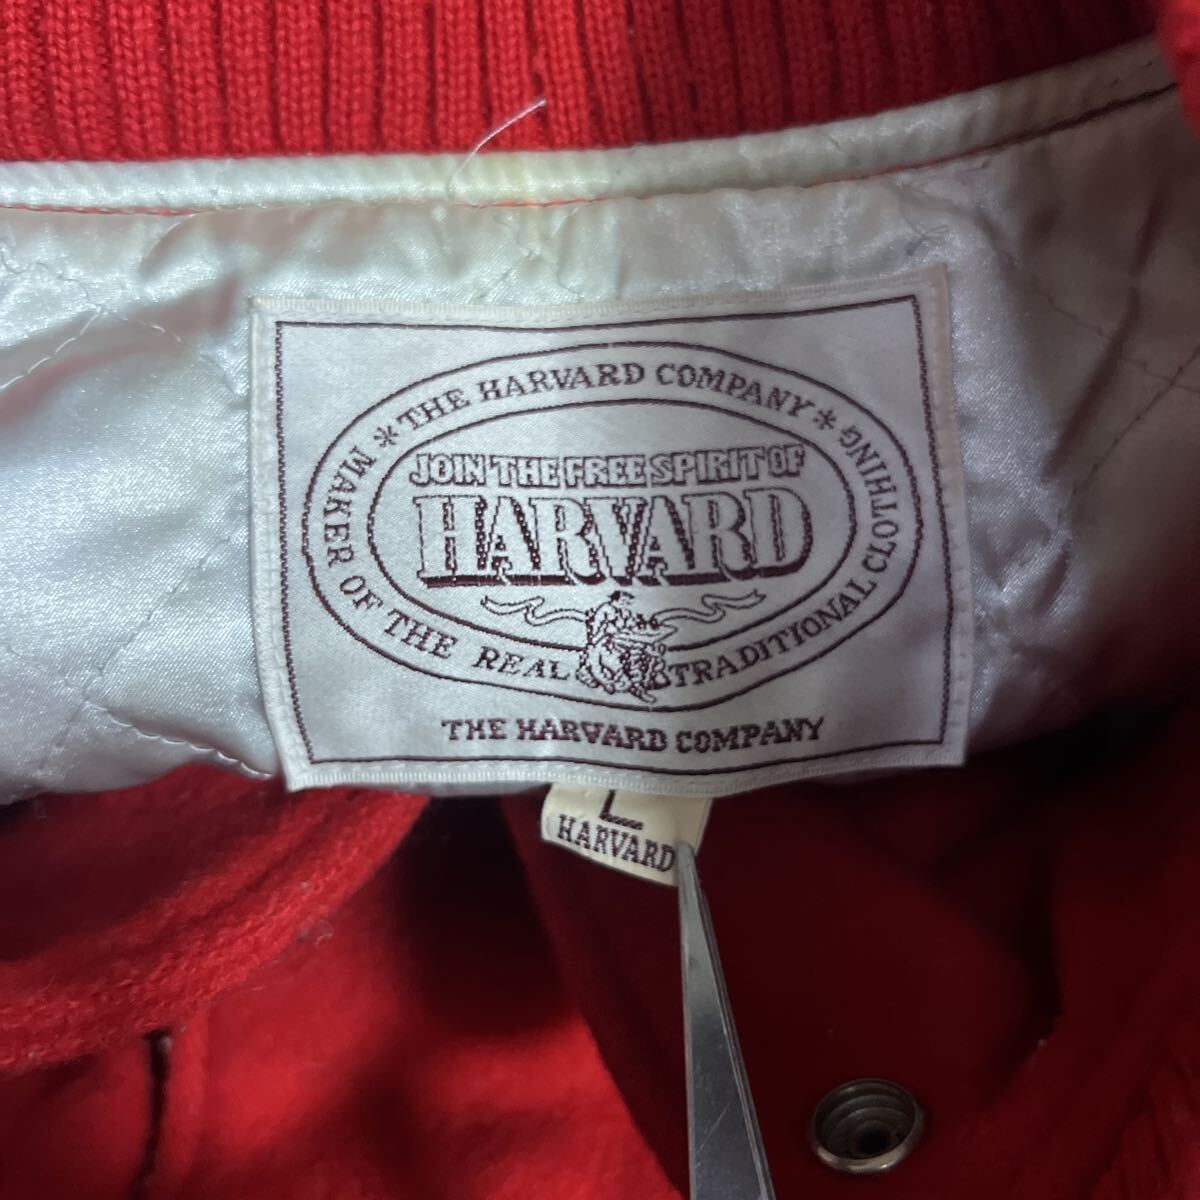 * THE HARVARD COMPANY *
MAKER OF THE REAL TRADITIONAL CLOTHING
JOIN THE FREE SPIRIT OF
HARVARD
THE HARVARD COMPANY
L
HARVARD